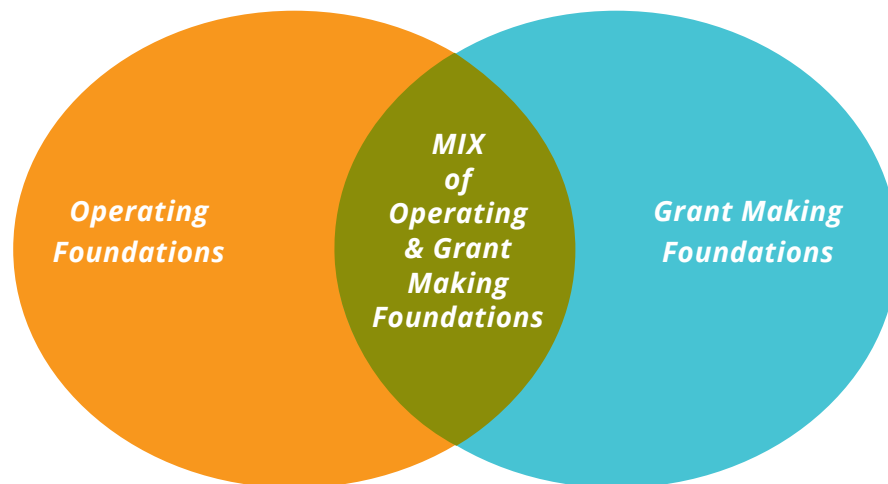 Operating
Foundations
MIX
of
Operating
& Grant
Making
Foundations
Grant Making
Foundations